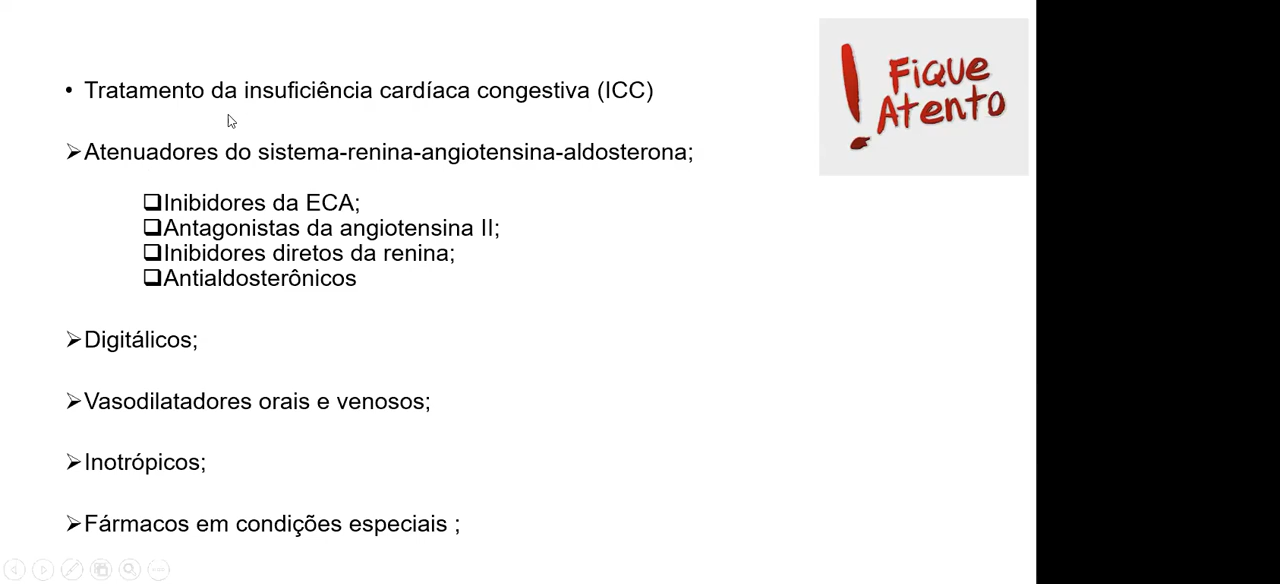 • Tratamento da insuficiência cardíaca congestiva (ICC)
! Fique
Atento
➢Atenuadores do sistema-renina-angiotensina-aldosterona;
❑Inibidores da ECA;
❑Antagonistas da angiotensina II;
❑Inibidores diretos da renina;
❑Antialdosterônicos
➢Digitálicos;
➢Vasodilatadores orais e venosos;
➢Inotrópicos;
➢Fármacos em condições especiais ;